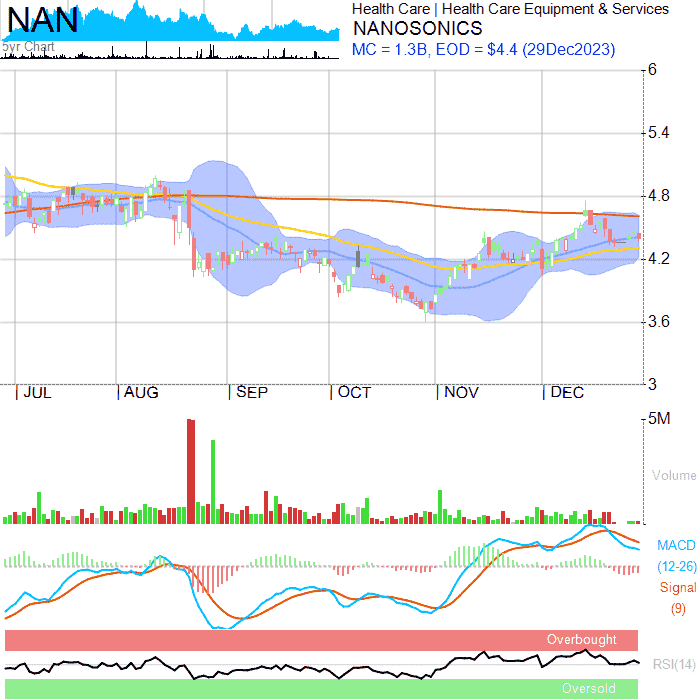 NAN
5yr Chart
Health Care | Health Care Equipment & Services
NANOSONICS
MC = 1.3B, EOD = $4.4 (29Dec2023)
6
5.4
4.8
4.2
3.6
3
JUL
AUG
SEP
OCT
NOV
DEC
5M
Volume
MACD
(12-26)
Signal
(9)
Overbought
RSI(14)
Oversold